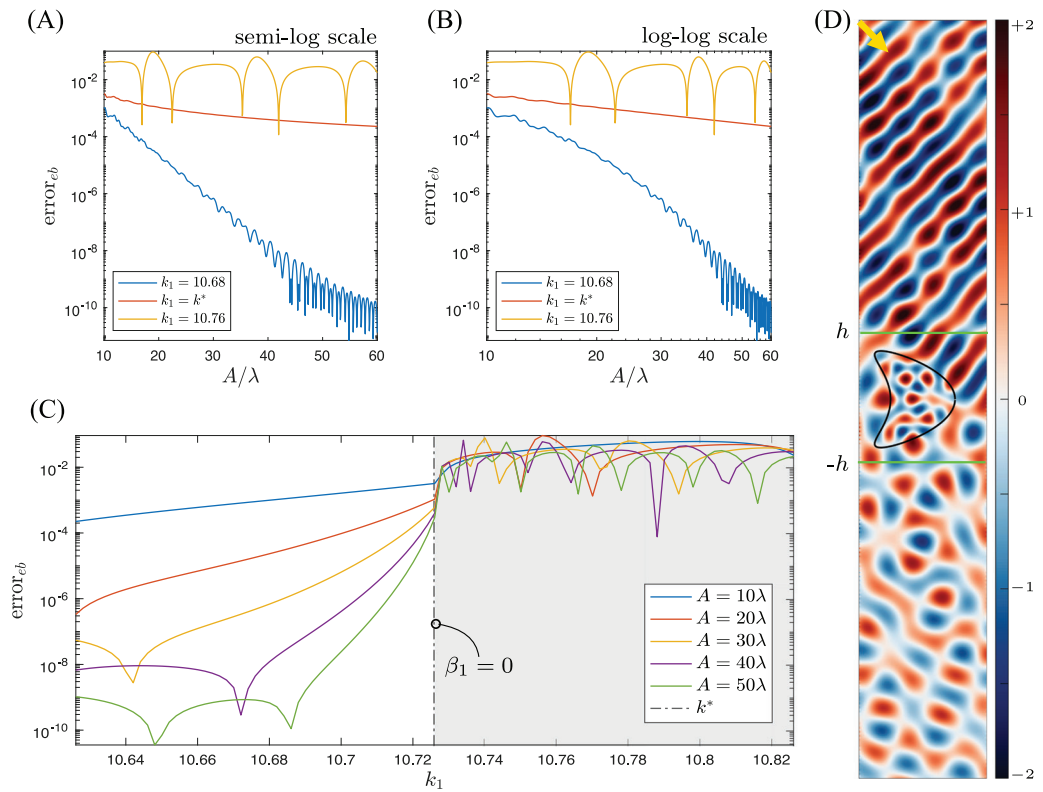 (A)
semi-log scale
error_eb
10^-2
10^-4
10^-6
10^-8
10^-10
k_1 = 10.68
k_1 = k*
k_1 = 10.76
10
20
30
40
50
60
A/λ
(B)
log-log scale
error_eb
10^-2
10^-4
10^-6
10^-8
10^-10
k_1 = 10.68
k_1 = k*
k_1 = 10.76
10
20
30
40
50
60
A/λ
(C)
error_eb
10^-2
10^-4
10^-6
10^-8
10^-10
β_1 = 0
A = 10λ
A = 20λ
A = 30λ
A = 40λ
A = 50λ
k*
10.64
10.66
10.68
10.7
10.72
10.74
10.76
10.78
10.8
10.82
k_1
(D)
h
-h
+2
+1
0
−1
−2